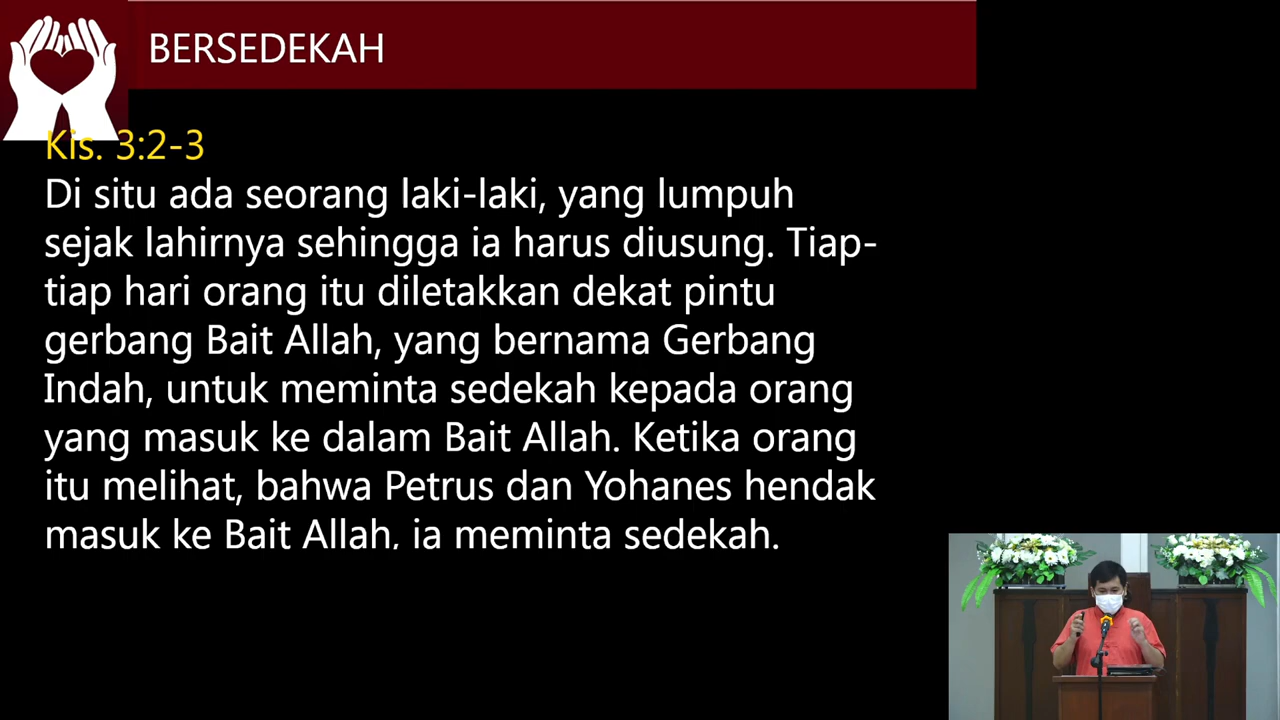 BERSEDEKAH
Kis. 3:2-3
Di situ ada seorang laki-laki, yang lumpuh
sejak lahirnya sehingga ia harus diusung. Tiap-
tiap hari orang itu diletakkan dekat pintu
gerbang Bait Allah, yang bernama Gerbang
Indah, untuk meminta sedekah kepada orang
yang masuk ke dalam Bait Allah. Ketika orang
itu melihat, bahwa Petrus dan Yohanes hendak
masuk ke Bait Allah, ia meminta sedekah.